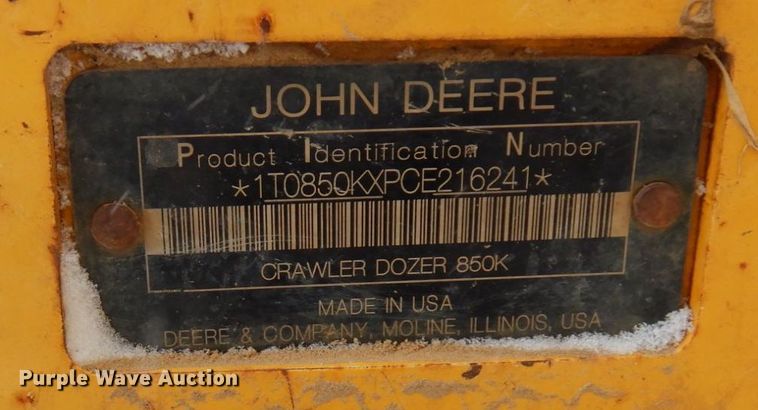 JOHN DEERE
Product Identification Number
*1T0850KXPCE216241*
CRAWLER DOZER 850K
MADE IN USA
DEERE & COMPANY, MOLINE, ILLINOIS, USA
Purple Wave Auction